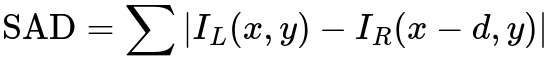 SAD = ∑ |I_L(x, y) − I_R(x − d, y)|